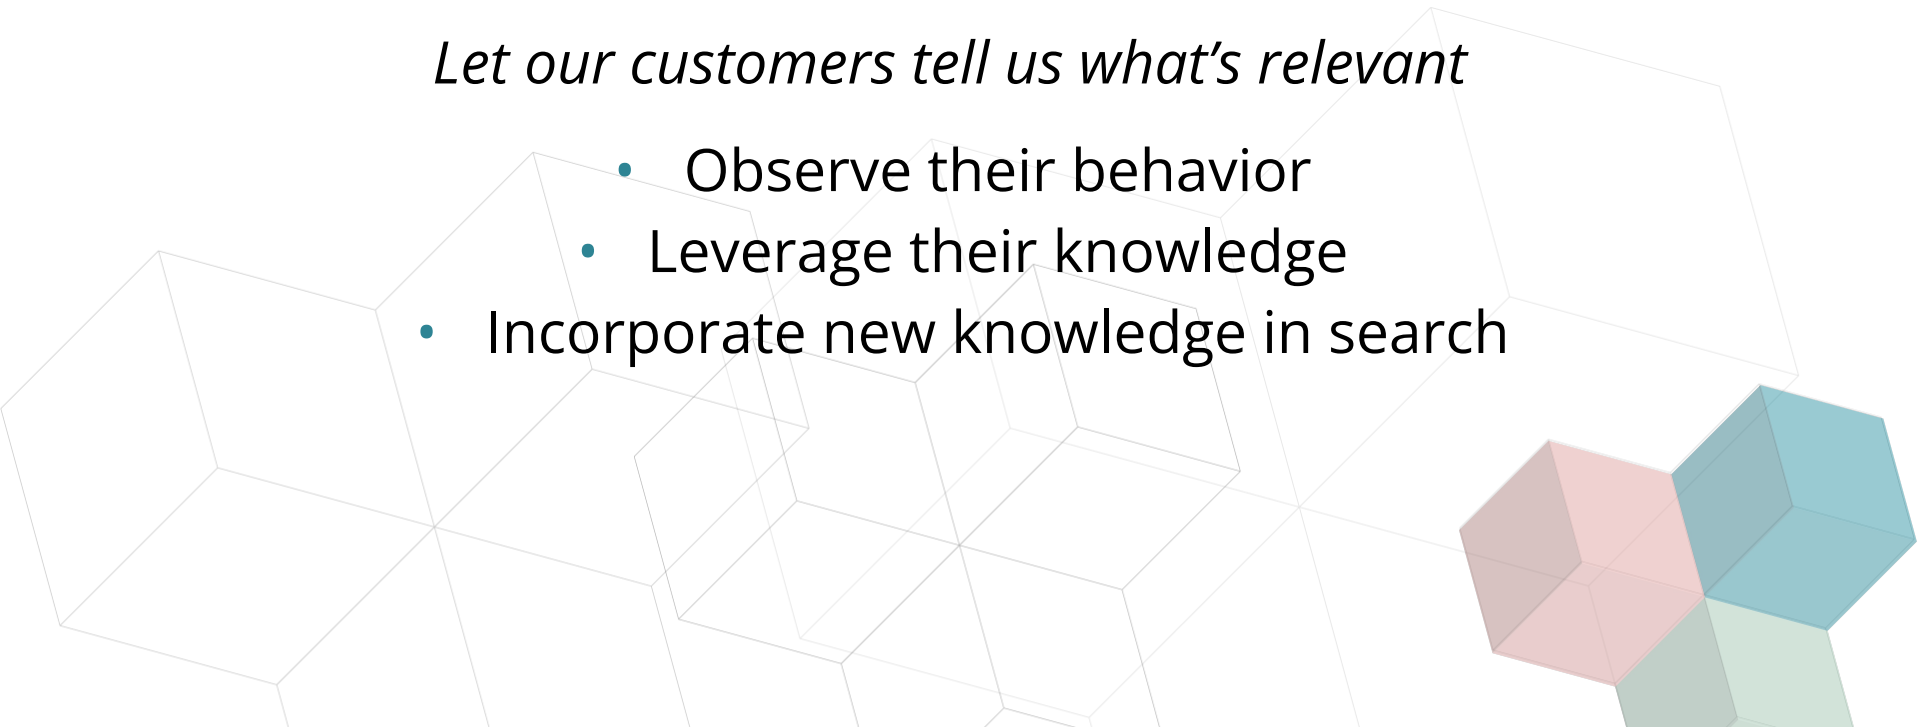 Let our customers tell us what’s relevant
• Observe their behavior
• Leverage their knowledge
• Incorporate new knowledge in search